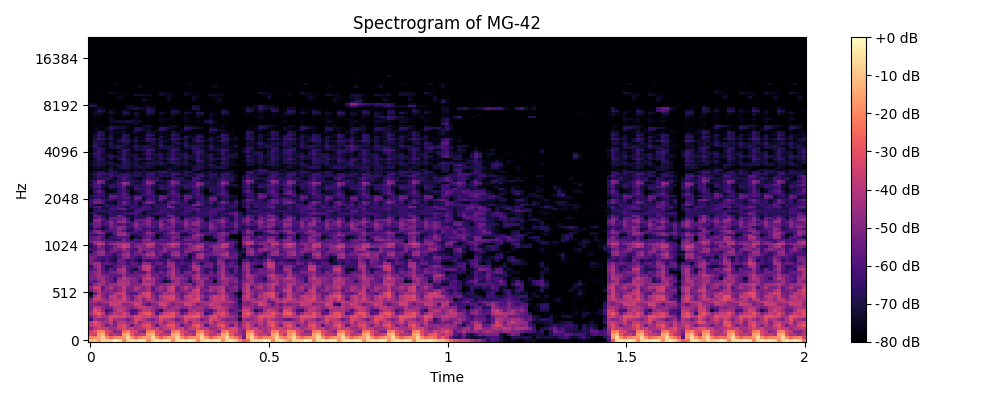 Spectrogram of MG-42
16384
8192
4096
2048
1024
512
0
Hz
0
0.5
1
1.5
2
Time
+0 dB
-10 dB
-20 dB
-30 dB
-40 dB
-50 dB
-60 dB
-70 dB
-80 dB